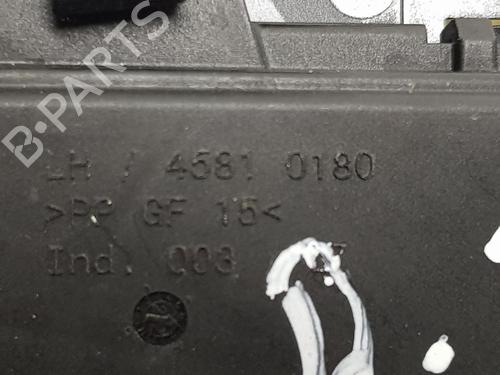 B-PARTS
LH / 4581 0180
>PP GF 15<
Ind. 003